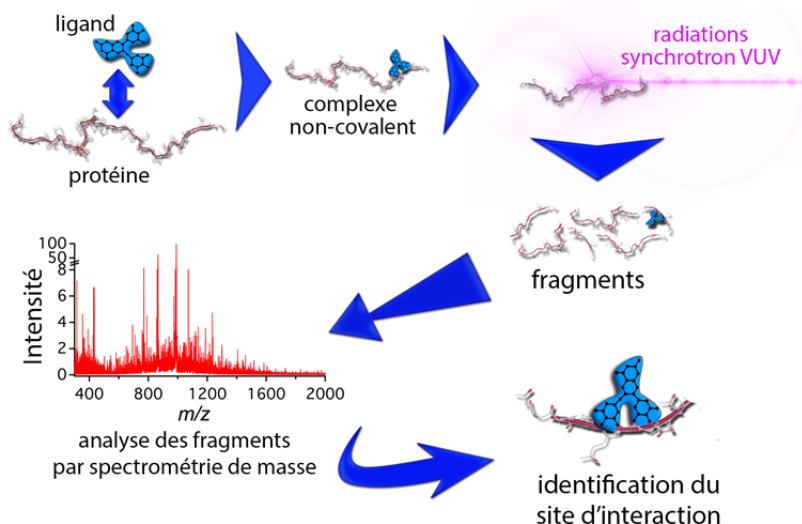 ligand
protéine
complexe
non-covalent
radiations
synchrotron VUV
fragments
Intensité
100
50
8
6
4
2
0
400
800
1200
1600
2000
m/z
analyse des fragments
par spectrométrie de masse
identification du
site d'interaction